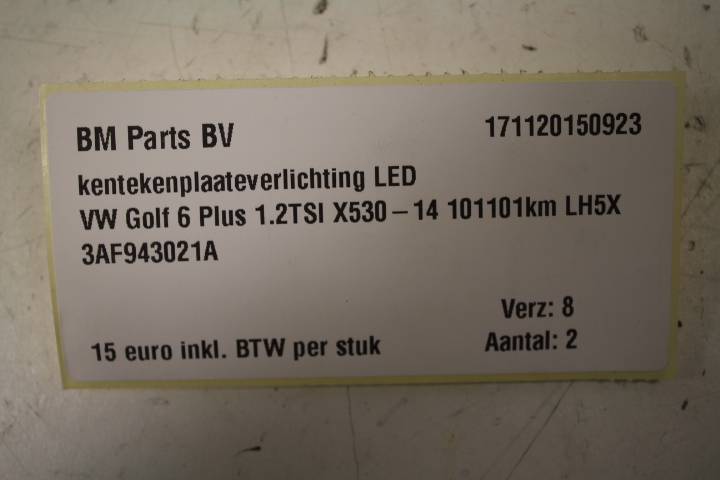 BM Parts BV 171120150923
kentekenplaateverlichting LED
VW Golf 6 Plus 1.2TSI X530-14 101101km LH5X
3AF943021A
Verz: 8
15 euro inkl. BTW per stuk Aantal: 2